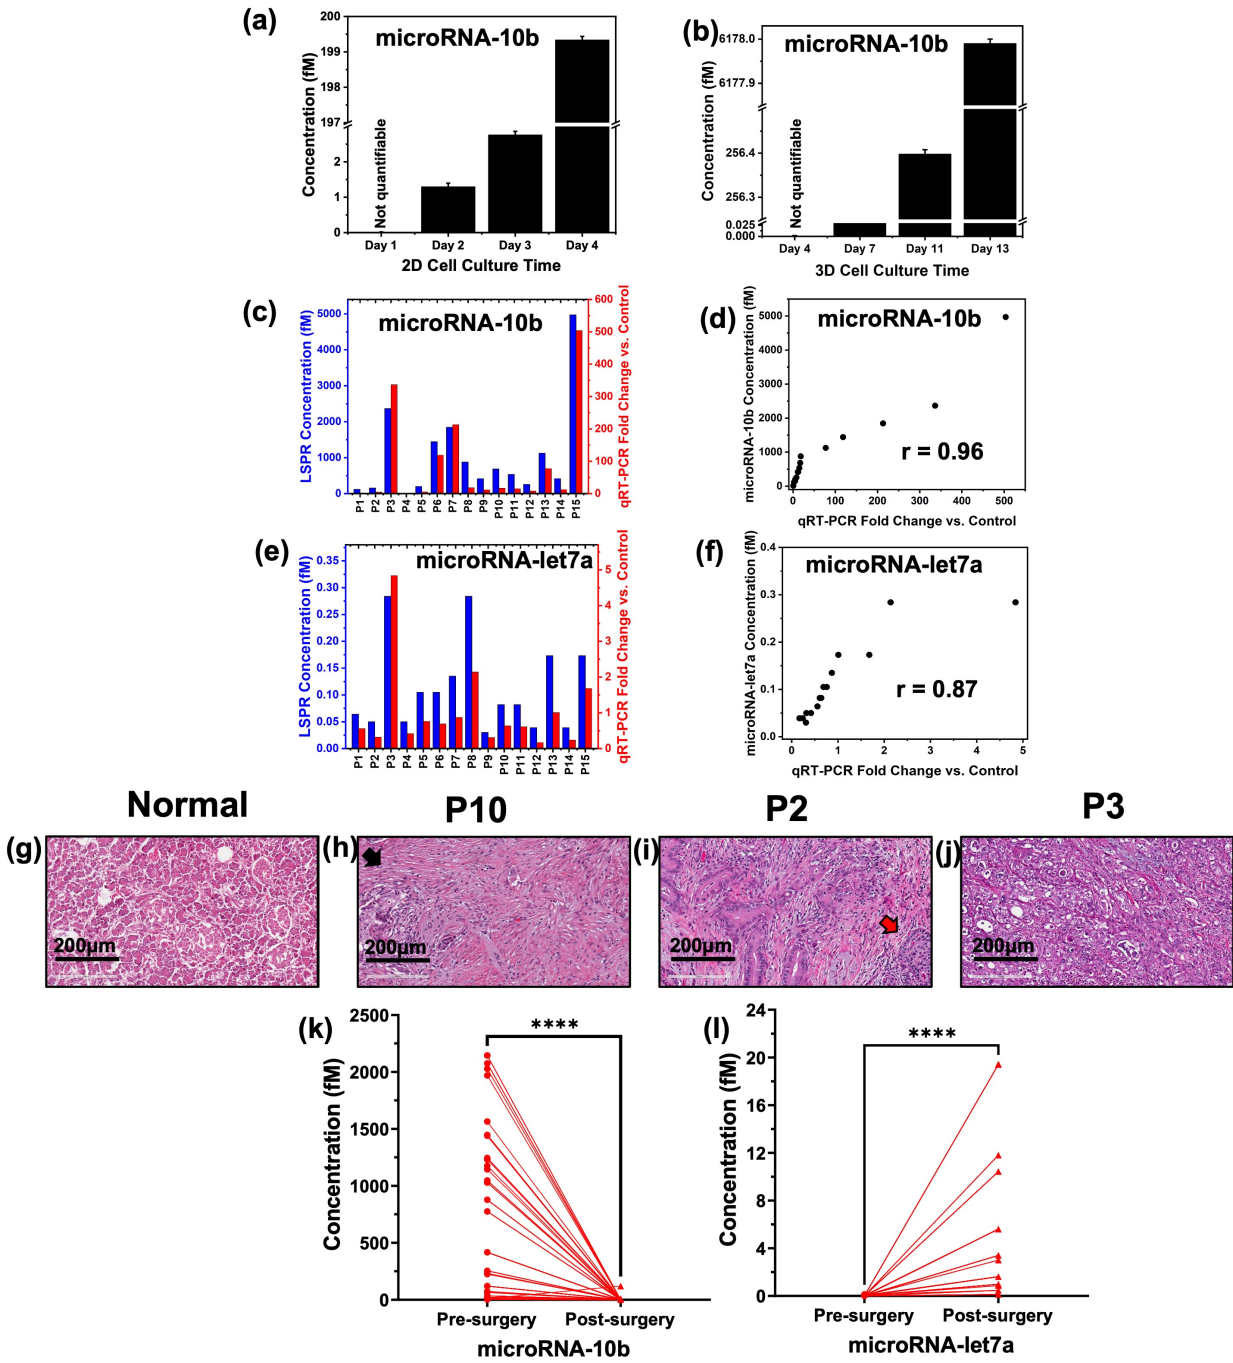 (a)
microRNA-10b
Concentration (fM)
200
199
198
197
2
1
0
Not quantifiable
Day 1 Day 2 Day 3 Day 4
2D Cell Culture Time
(b)
microRNA-10b
Concentration (fM)
6178.0
6177.9
256.4
256.3
0.025
0.000
Not quantifiable
Day 4 Day 7 Day 11 Day 13
3D Cell Culture Time
(c)
microRNA-10b
LSPR Concentration (fM)
5000
4000
3000
2000
1000
0
qRT-PCR Fold Change vs. Control
600
500
400
300
200
100
0
P1 P2 P3 P4 P5 P6 P7 P8 P9 P10 P11 P12 P13 P14 P15
(d)
microRNA-10b
microRNA-10b Concentration (fM)
5000
4000
3000
2000
1000
0
r = 0.96
0 100 200 300 400 500
qRT-PCR Fold Change vs. Control
(e)
microRNA-let7a
LSPR Concentration (fM)
0.35
0.30
0.25
0.20
0.15
0.10
0.05
0.00
qRT-PCR Fold Change vs. Control
5
4
3
2
1
0
P1 P2 P3 P4 P5 P6 P7 P8 P9 P10 P11 P12 P13 P14 P15
(f)
microRNA-let7a
microRNA-let7a Concentration (fM)
0.4
0.3
0.2
0.1
0.0
r = 0.87
0 1 2 3 4 5
qRT-PCR Fold Change vs. Control
Normal P10 P2 P3
(g) (h) (i) (j)
200µm 200µm 200µm 200µm
(k)
Concentration (fM)
2500
2000
1500
1000
500
0
****
Pre-surgery Post-surgery
microRNA-10b
(l)
Concentration (fM)
24
20
16
12
8
4
0
****
Pre-surgery Post-surgery
microRNA-let7a